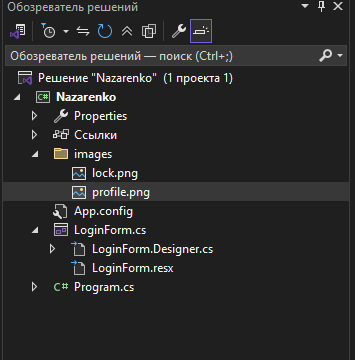 Обозреватель решений
Обозреватель решений — поиск (Ctrl+;)
Решение "Nazarenko" (1 проекта 1)
C# Nazarenko
Properties
Ссылки
images
lock.png
profile.png
App.config
LoginForm.cs
LoginForm.Designer.cs
LoginForm.resx
C# Program.cs